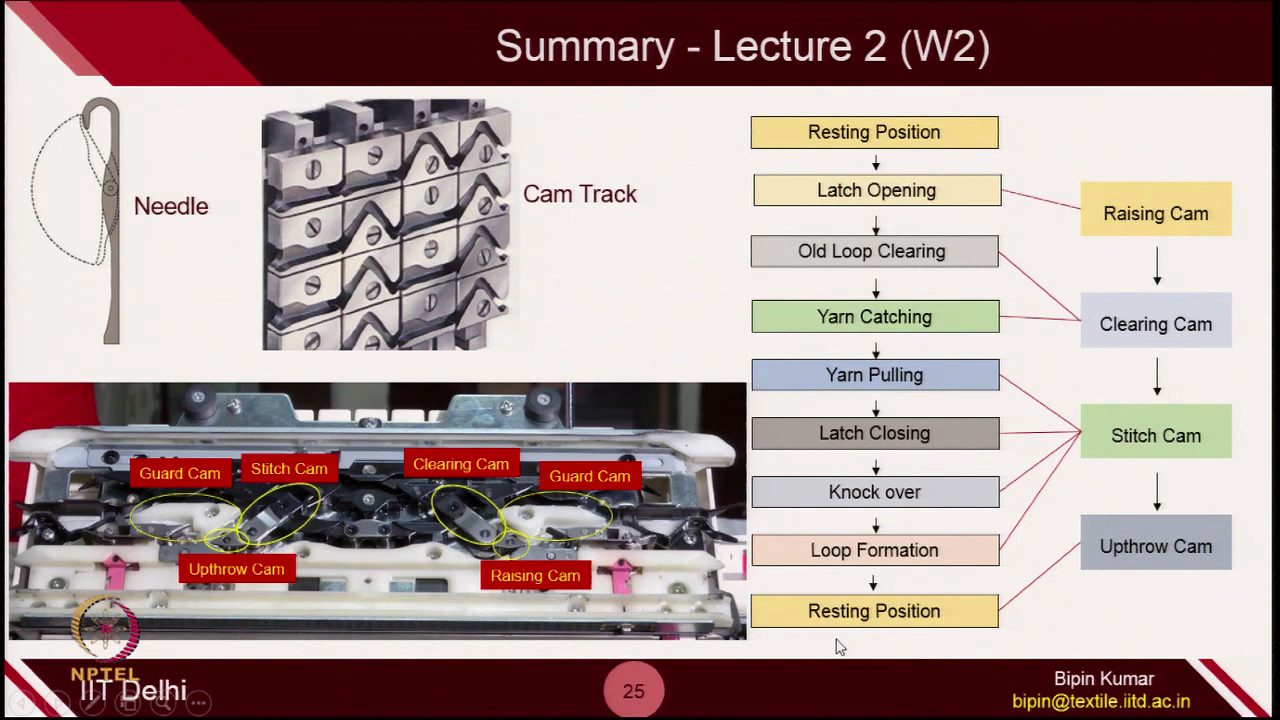 Summary - Lecture 2 (W2)
Needle
Cam Track
Resting Position
Latch Opening
Old Loop Clearing
Yarn Catching
Yarn Pulling
Latch Closing
Knock over
Loop Formation
Resting Position
Raising Cam
Clearing Cam
Stitch Cam
Upthrow Cam
Guard Cam
Stitch Cam
Clearing Cam
Guard Cam
Upthrow Cam
Raising Cam
NPTEL
IIT Delhi
25
Bipin Kumar
bipin@textile.iitd.ac.in